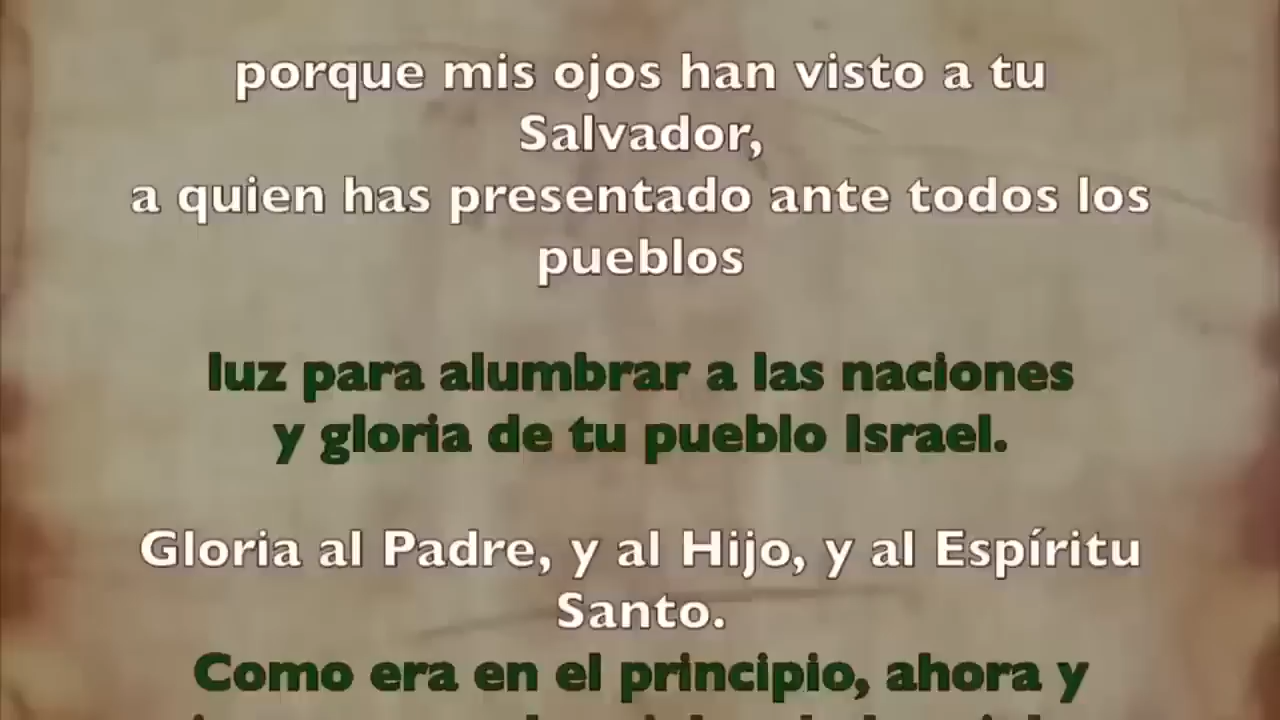 porque mis ojos han visto a tu
Salvador,
a quien has presentado ante todos los
pueblos
luz para alumbrar a las naciones
y gloria de tu pueblo Israel.
Gloria al Padre, y al Hijo, y al Espíritu
Santo.
Como era en el principio, ahora y